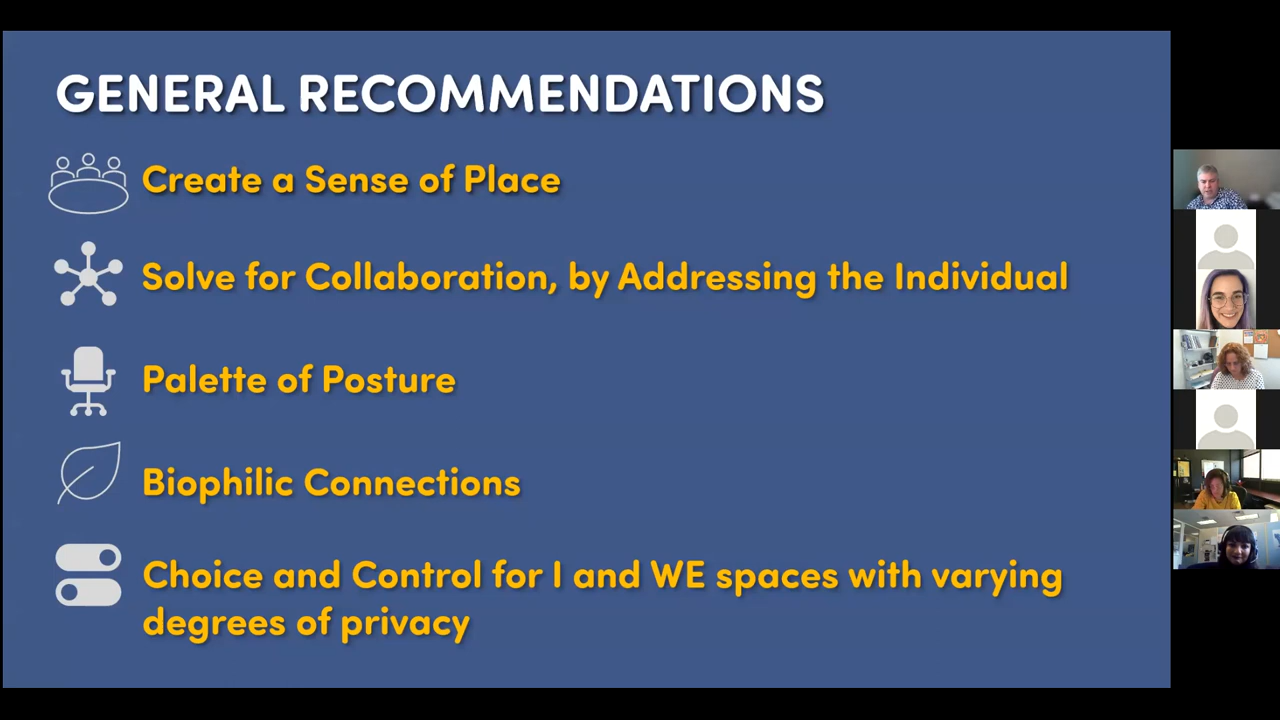 GENERAL RECOMMENDATIONS
Create a Sense of Place
Solve for Collaboration, by Addressing the Individual
Palette of Posture
Biophilic Connections
Choice and Control for I and WE spaces with varying
degrees of privacy